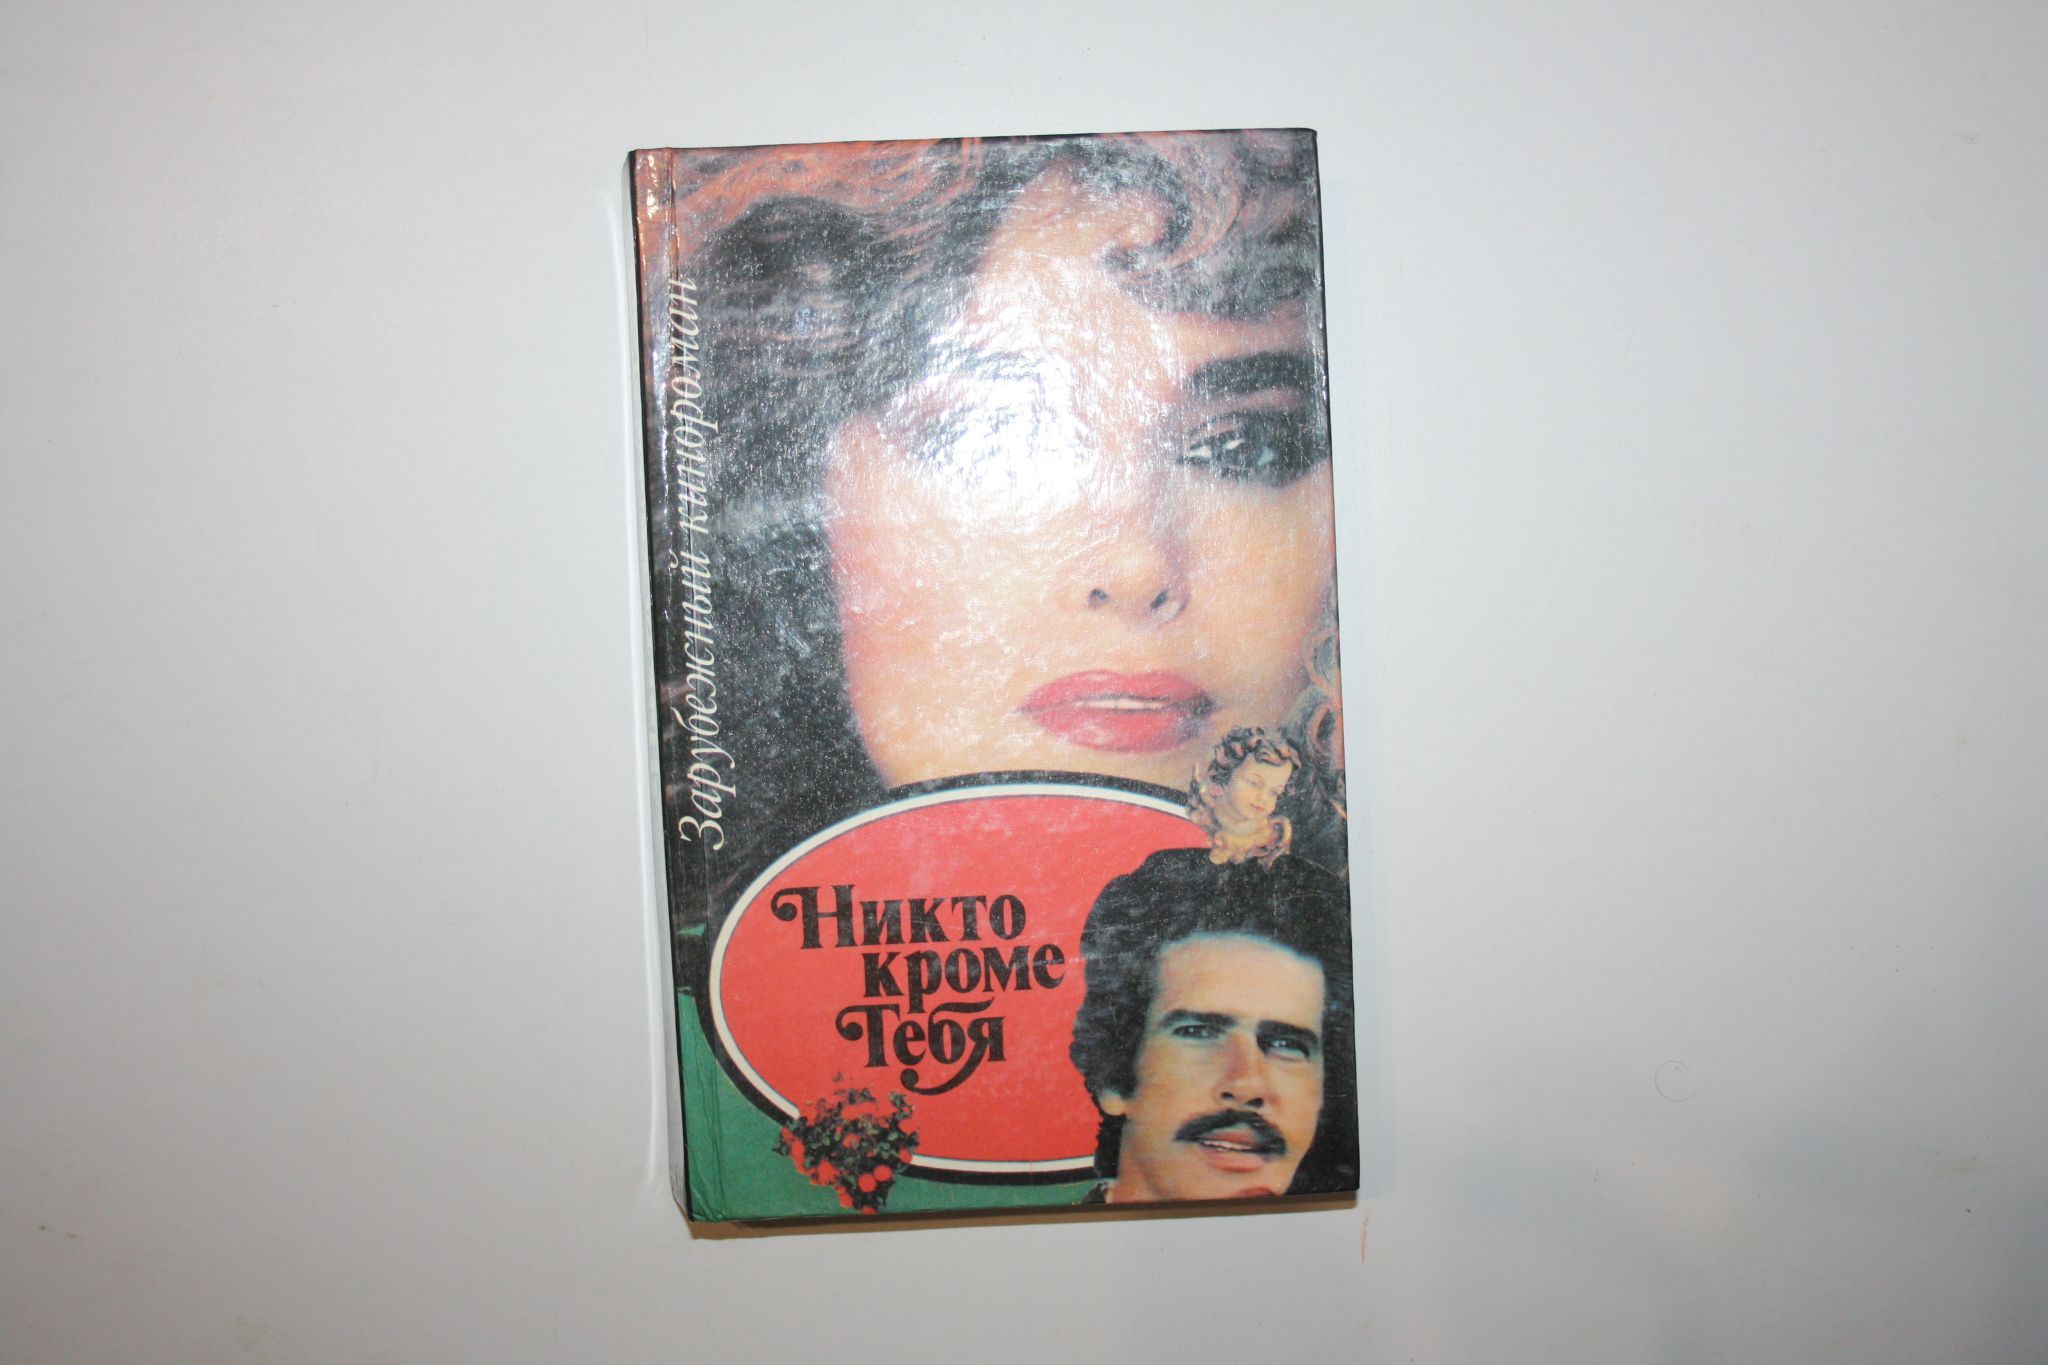 Зарубежный кинороман
Никто
кроме
Тебя